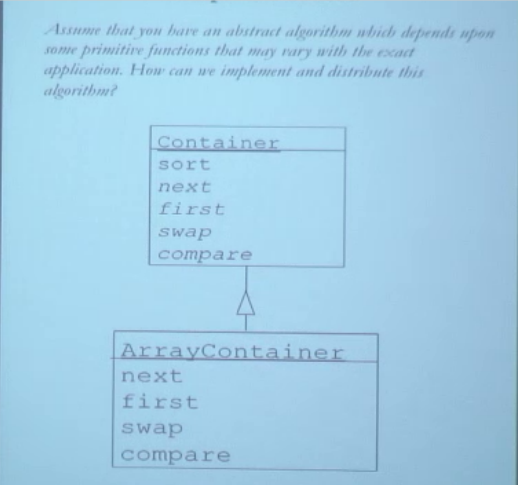 Assume that you have an abstract algorithm which depends upon
some primitive functions that may vary with the exact
application. How can we implement and distribute this
algorithm?
Container
sort
next
first
swap
compare
ArrayContainer
next
first
swap
compare